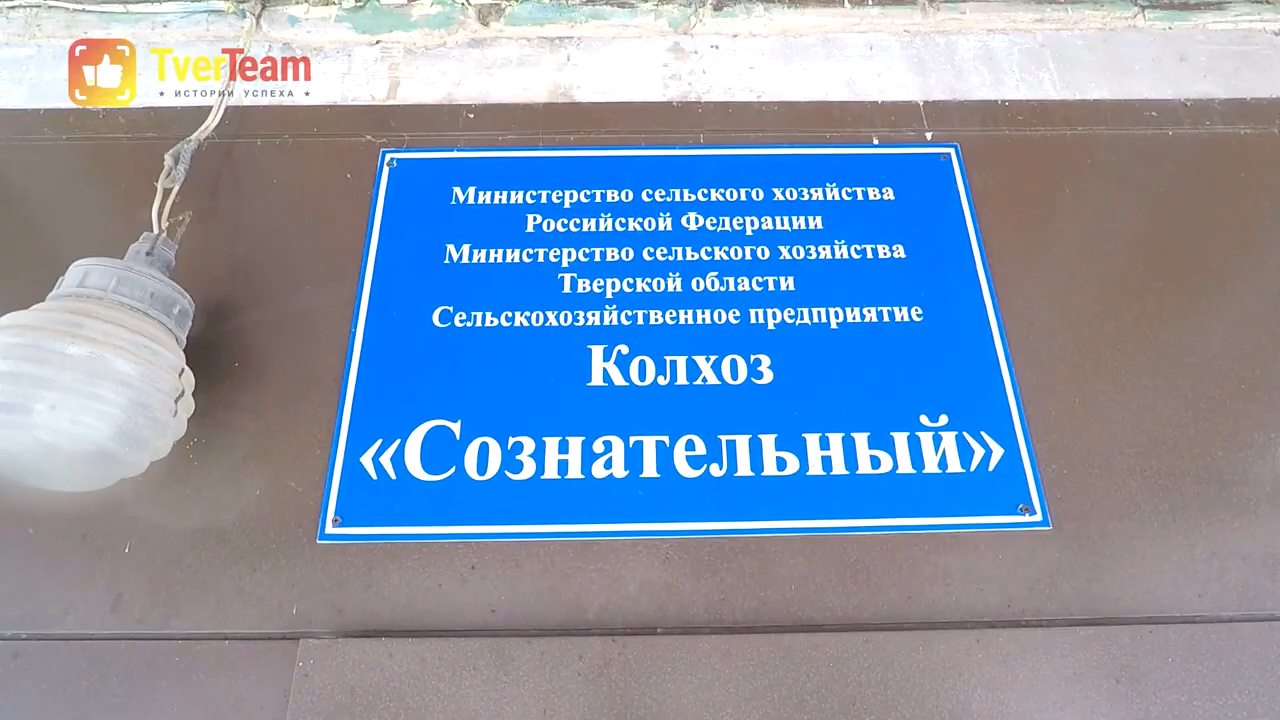 TverTeam
★ ИСТОРИИ УСПЕХА ★
Министерство сельского хозяйства
Российской Федерации
Министерство сельского хозяйства
Тверской области
Сельскохозяйственное предприятие
Колхоз
«Сознательный»